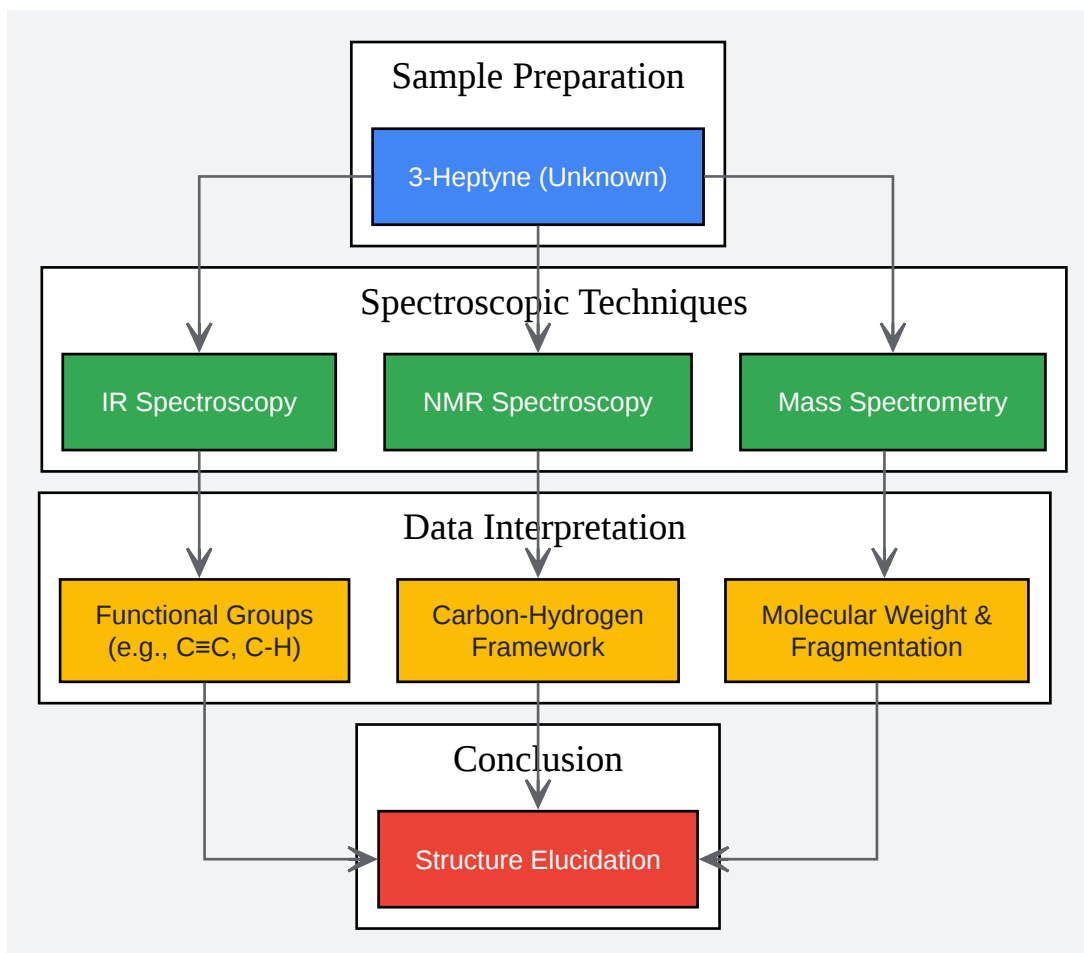 Sample Preparation
3-Heptyne (Unknown)
Spectroscopic Techniques
IR Spectroscopy
NMR Spectroscopy
Mass Spectrometry
Data Interpretation
Functional Groups
(e.g., C≡C, C-H)
Carbon-Hydrogen
Framework
Molecular Weight &
Fragmentation
Conclusion
Structure Elucidation